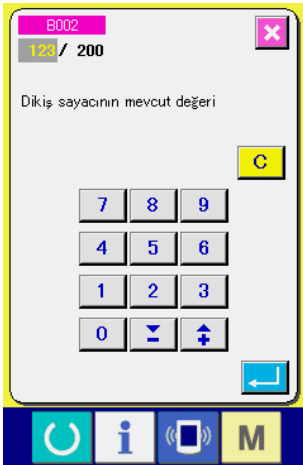 B002
123 / 200
Dikiş sayacının mevcut değeri
C
7 8 9
4 5 6
1 2 3
0
i M